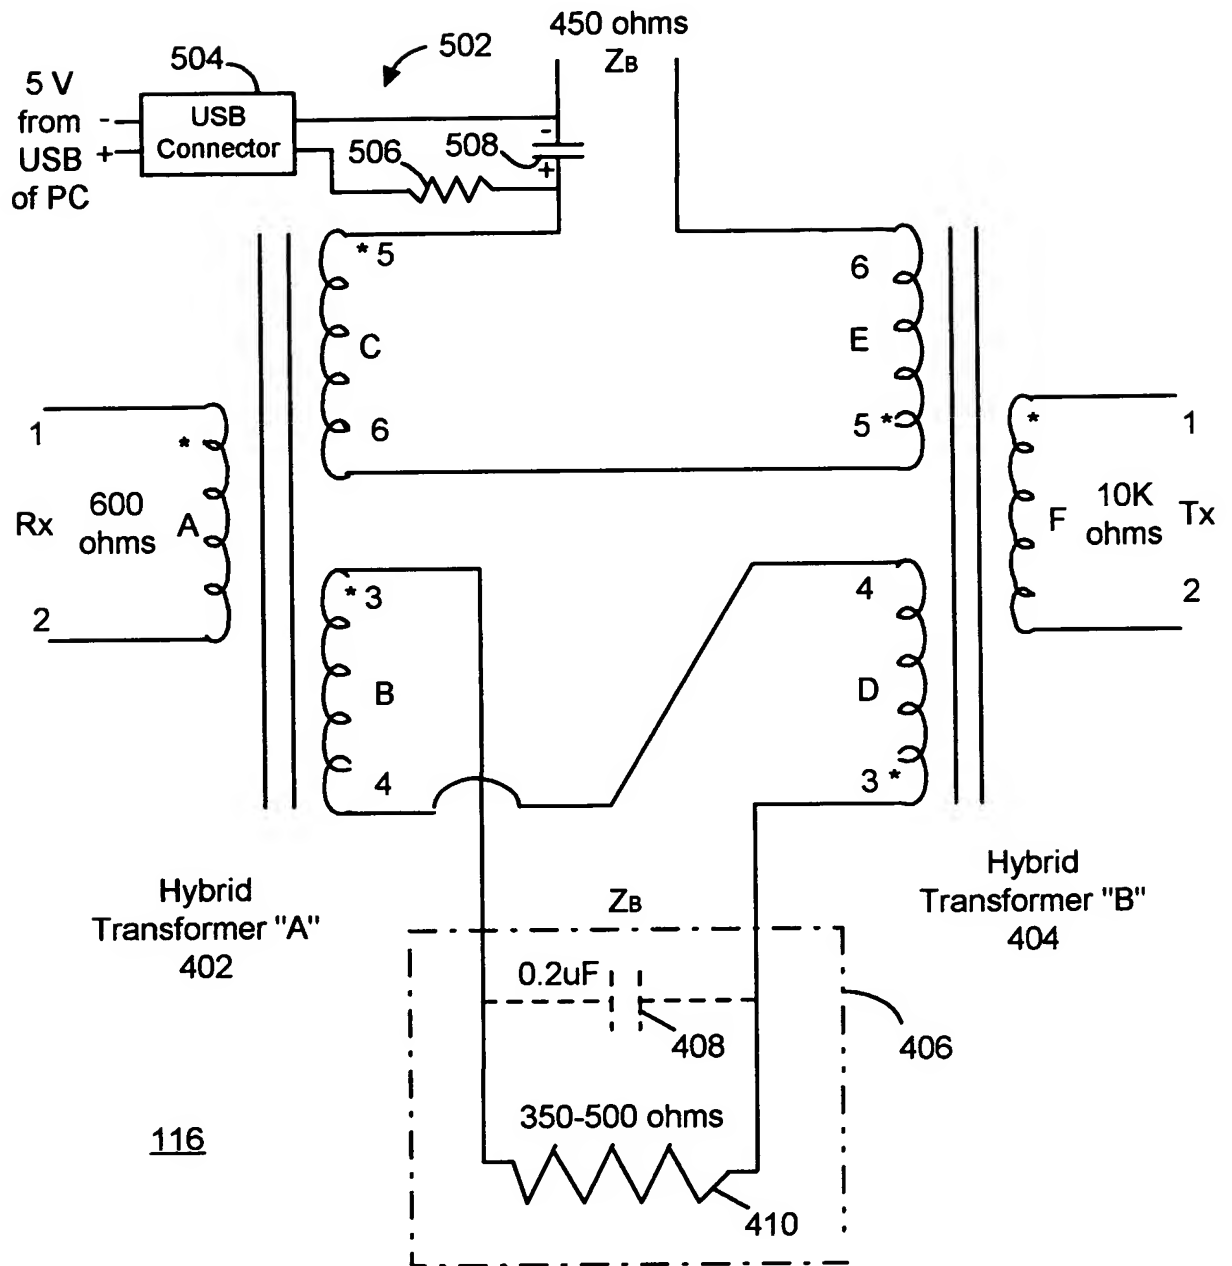 450 ohms
ZB
502
504
5 V
from -
USB +
of PC
USB
Connector
506
508
-
+
* 5
C
6
6
E
5 *
1
Rx
600
ohms
A
*
2
*
1
F
10K
ohms
Tx
2
* 3
B
4
4
D
3 *
Hybrid
Transformer "A"
402
Hybrid
Transformer "B"
404
ZB
0.2uF
408
406
350-500 ohms
410
116